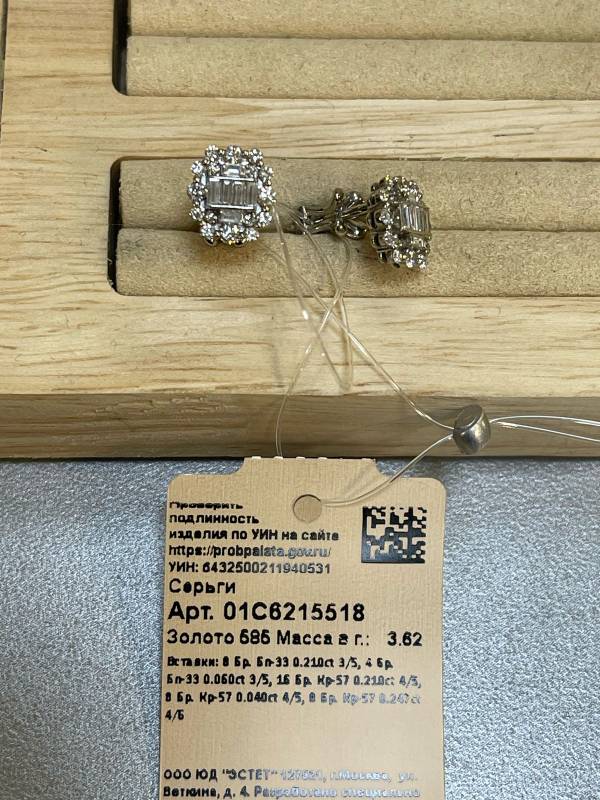 Проверить
подлинность
изделия по УИН на сайте
https://probpalata.gov.ru/
УИН: 6432500211940531
Серьги
Арт. 01С6215518
Золото 585 Масса в г.: 3.62
Вставки: 8 Бр. Бп-33 0.210ct 3/5, 4 Бр.
Бп-33 0.060ct 3/5, 16 Бр. Кр-57 0.210ct 4/5,
8 Бр. Кр-57 0.040ct 4/5, 8 Бр. Кр-57 0.247ct
4/5
ООО ЮД "ЭСТЕТ" г.Москва, ул.
Веткина, д. 4. Разработано специально